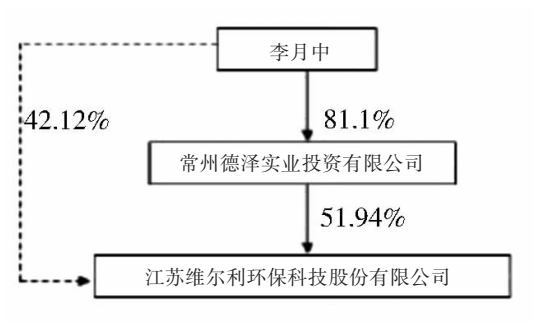 李月中
42.12%
81.1%
常州德泽实业投资有限公司
51.94%
江苏维尔利环保科技股份有限公司